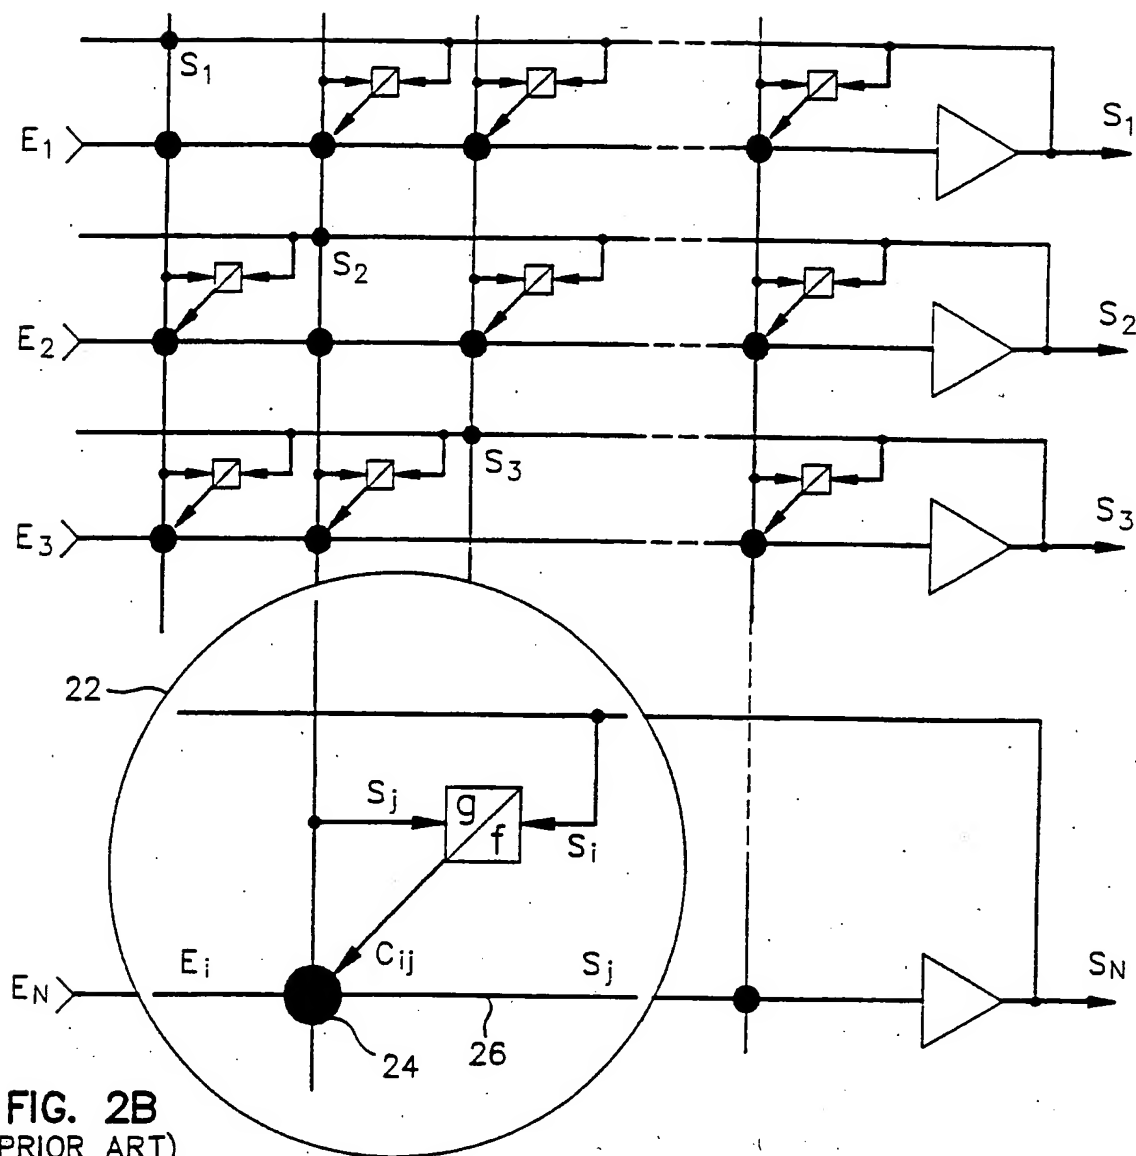 S1
E1
S1
S2
E2
S2
S3
E3
S3
22
Sj
g
f
Si
Cij
Ei
Sj
EN
SN
24
26
FIG. 2B
(PRIOR ART)